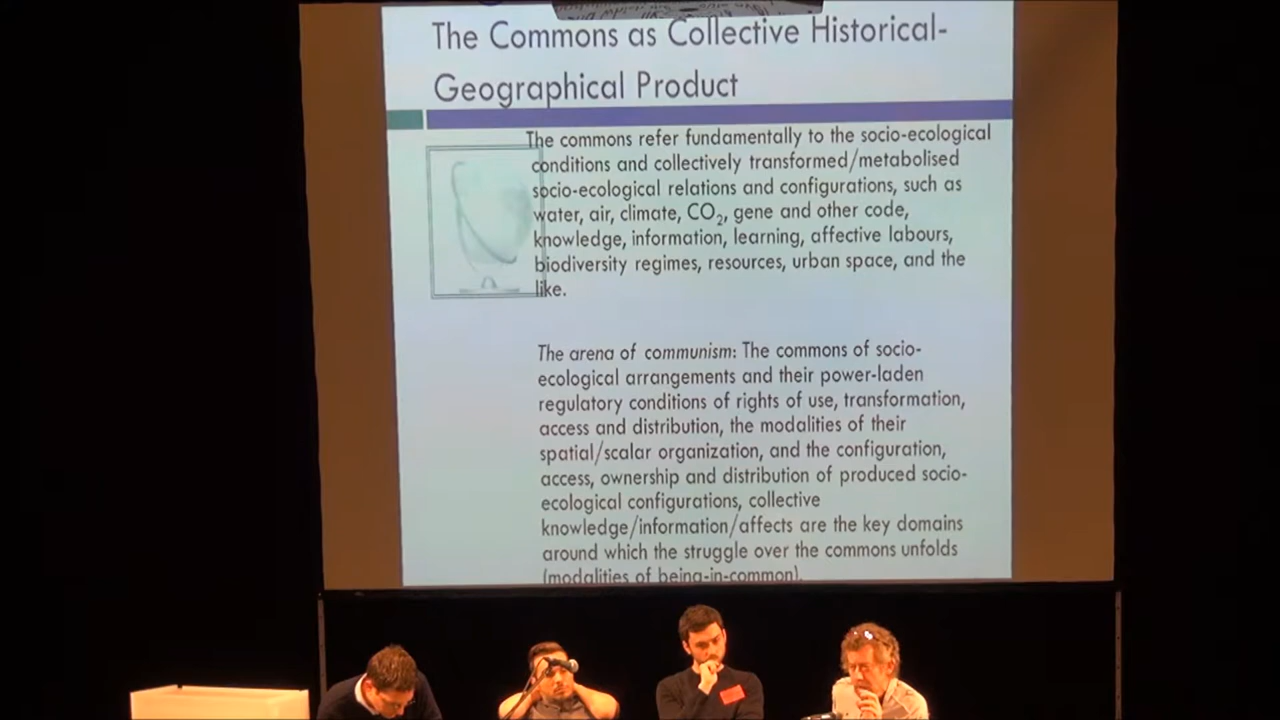 The Commons as Collective Historical-
Geographical Product
The commons refer fundamentally to the socio-ecological
conditions and collectively transformed/metabolised
socio-ecological relations and configurations, such as
water, air, climate, CO₂, gene and other code,
knowledge, information, learning, affective labours,
biodiversity regimes, resources, urban space, and the
like.
The arena of communism: The commons of socio-
ecological arrangements and their power-laden
regulatory conditions of rights of use, transformation,
access and distribution, the modalities of their
spatial/scalar organization, and the configuration,
access, ownership and distribution of produced socio-
ecological configurations, collective
knowledge/information/affects are the key domains
around which the struggle over the commons unfolds
(modalities of being-in-common).